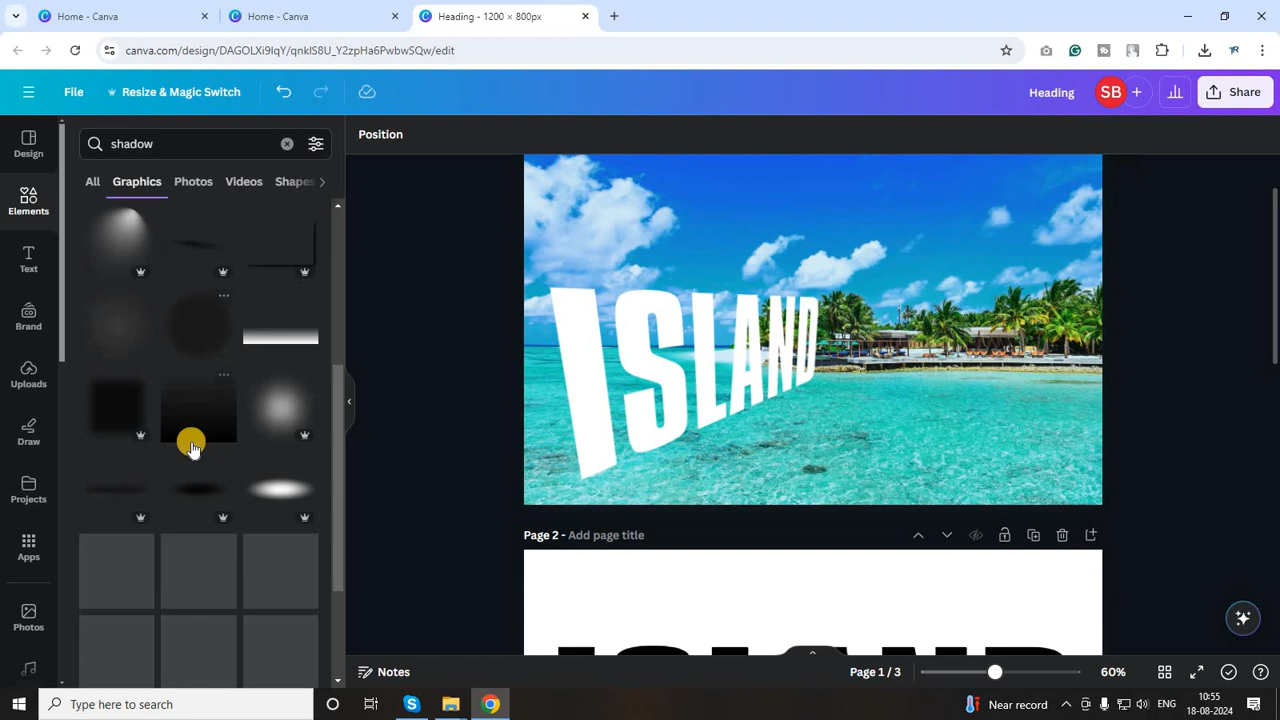 Home - Canva
Home - Canva
Heading - 1200 × 800px
canva.com/design/DAGOLXi9IqY/qnkIS8U_Y2zpHa6PwbwSQw/edit
File
Resize & Magic Switch
Heading
SB
Share
Design
Elements
Text
Brand
Uploads
Draw
Projects
Apps
Photos
shadow
All
Graphics
Photos
Videos
Shapes
Position
ISLAND
Page 2 - Add page title
ISLAND
Notes
Page 1 / 3
60%
Type here to search
Near record
ENG
10:55
18-08-2024